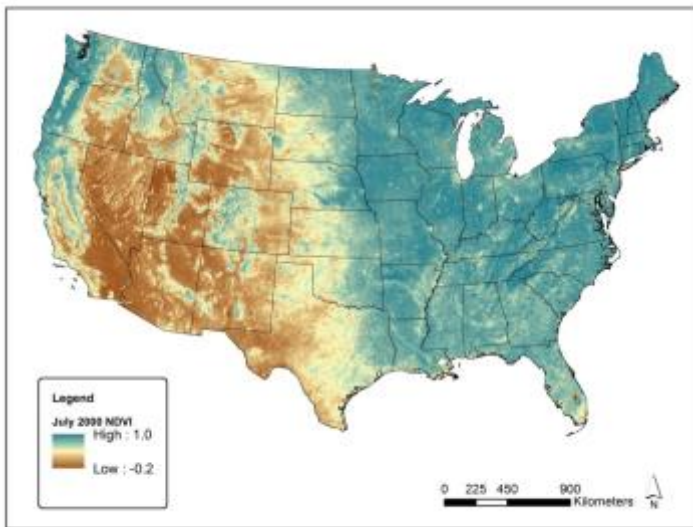 Legend
July 2000 NDVI
High : 1.0
Low : -0.2
0 225 450 900
Kilometers
N